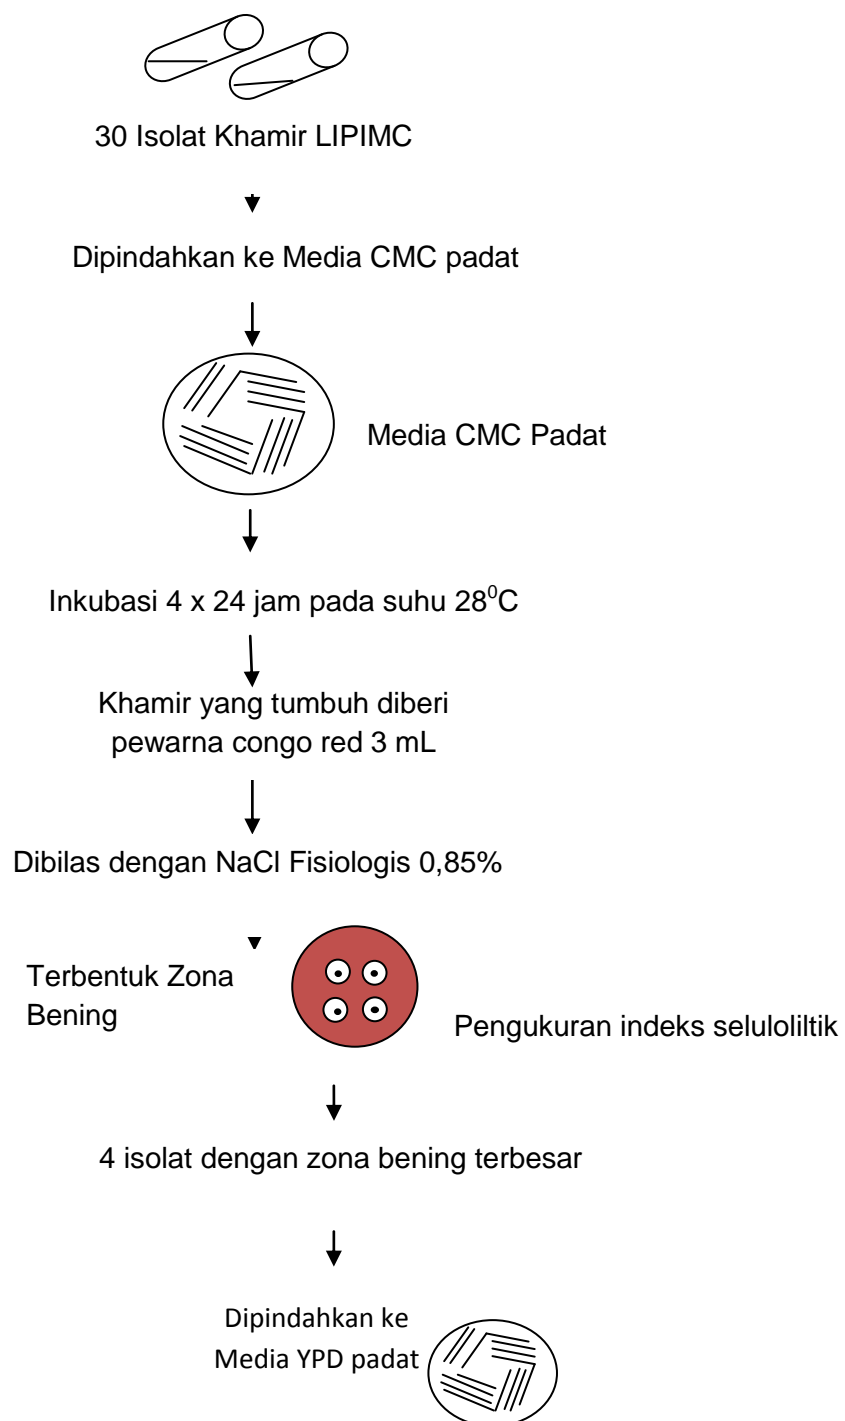 30 Isolat Khamir LIPIMC
Dipindahkan ke Media CMC padat
Media CMC Padat
Inkubasi 4 x 24 jam pada suhu 28⁰C
Khamir yang tumbuh diberi
pewarna congo red 3 mL
Dibilas dengan NaCl Fisiologis 0,85%
Terbentuk Zona
Bening
Pengukuran indeks seluloliltik
4 isolat dengan zona bening terbesar
Dipindahkan ke
Media YPD padat